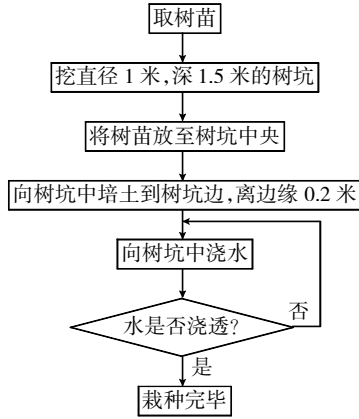 取树苗
挖直径1米,深1.5米的树坑
将树苗放至树坑中央
向树坑中培土到树坑边,离边缘0.2米
向树坑中浇水
水是否浇透?
否
是
栽种完毕